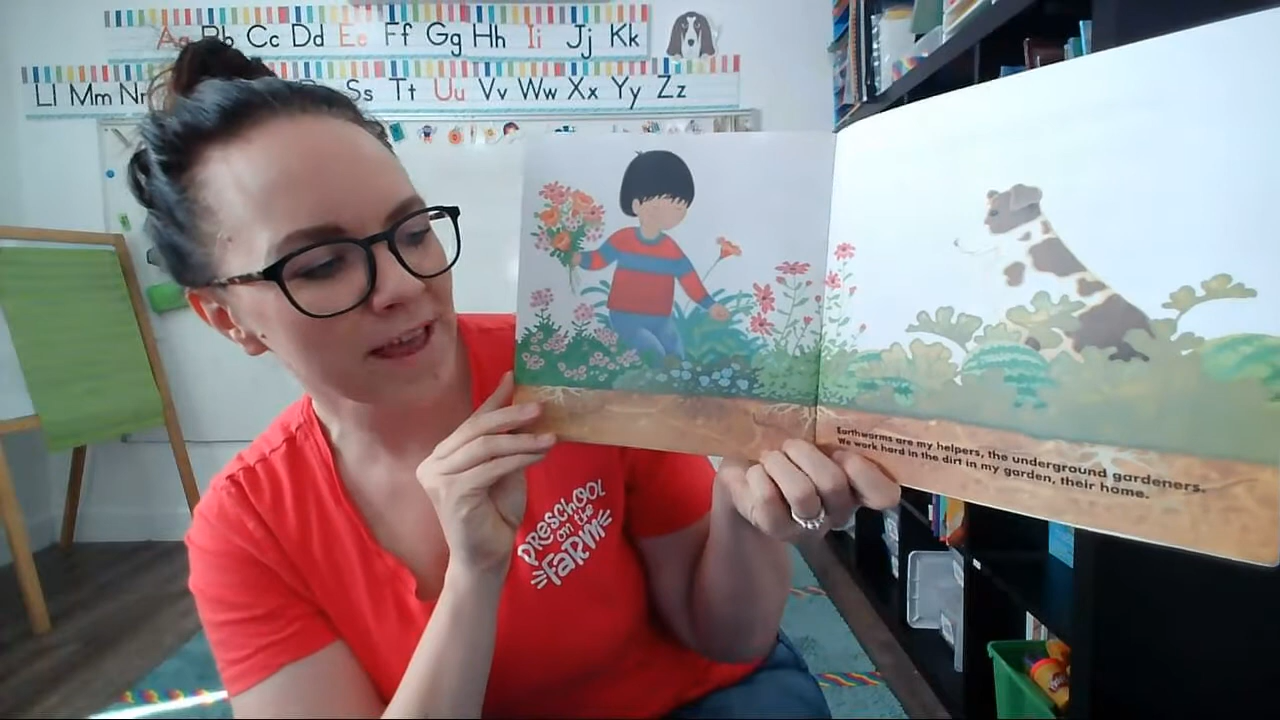 Aa Bb Cc Dd Ee Ff Gg Hh Ii Jj Kk
Ll Mm Nn Ss Tt Uu Vv Ww Xx Yy Zz
PRESCHOOL
on the
FARM
Earthworms are my helpers, the underground gardeners.
We work hard in the dirt in my garden, their home.